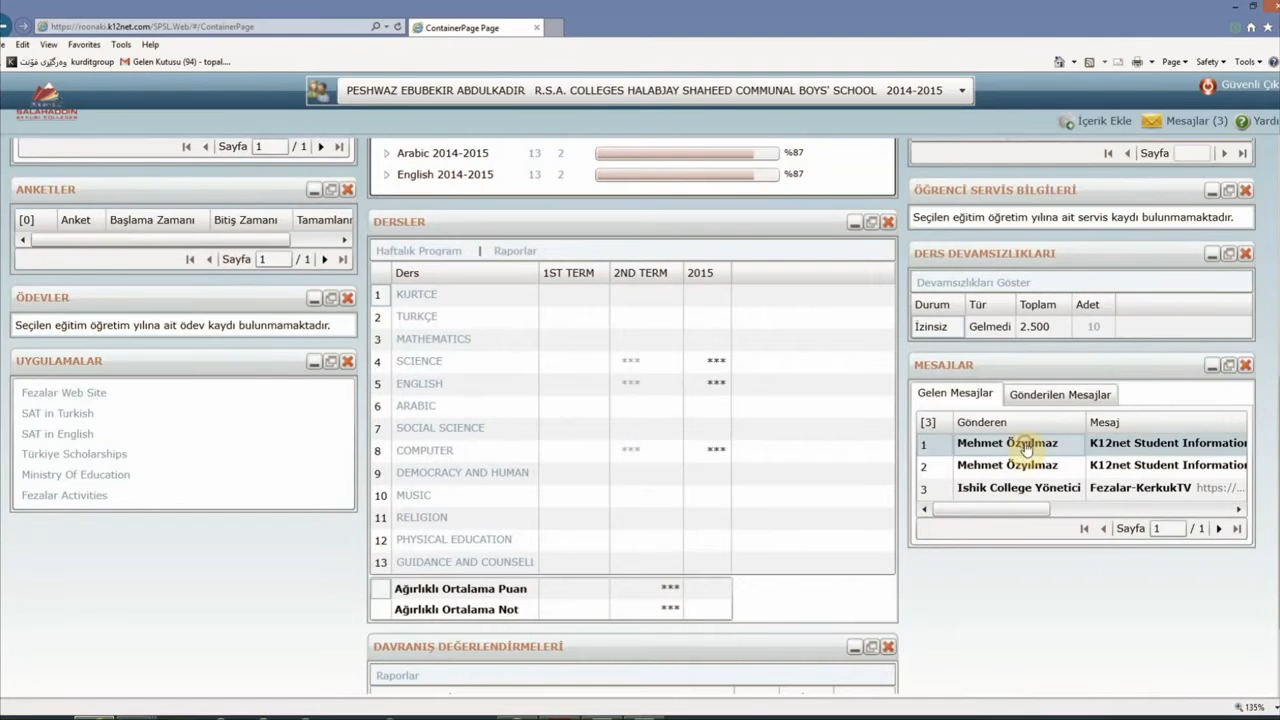 https://roonaki.k12net.com/SPSL.Web/#/ContainerPage
ContainerPage Page
Edit View Favorites Tools Help
kurditgroup
Gelen Kutusu (94) - topal....
Page Safety Tools
PESHWAZ EBUBEKIR ABDULKADIR R.S.A. COLLEGES HALABJAY SHAHEED COMMUNAL BOYS' SCHOOL 2014-2015
Güvenli Çık
SALAHADDIN
İçerik Ekle Mesajlar (3) Yardı
Sayfa 1 / 1
ANKETLER
[0] Anket Başlama Zamanı Bitiş Zamanı Tamamlanr
Sayfa 1 / 1
ÖDEVLER
Seçilen eğitim öğretim yılına ait ödev kaydı bulunmamaktadır.
UYGULAMALAR
Fezalar Web Site
SAT in Turkish
SAT in English
Türkiye Scholarships
Ministry Of Education
Fezalar Activities
Arabic 2014-2015 13 2 %87
English 2014-2015 13 2 %87
DERSLER
Haftalık Program | Raporlar
Ders 1ST TERM 2ND TERM 2015
1 KURTCE
2 TURKÇE
3 MATHEMATICS
4 SCIENCE *** ***
5 ENGLISH *** ***
6 ARABIC
7 SOCIAL SCIENCE
8 COMPUTER *** ***
9 DEMOCRACY AND HUMAN
10 MUSIC
11 RELIGION
12 PHYSICAL EDUCATION
13 GUIDANCE AND COUNSELI
Ağırlıklı Ortalama Puan ***
Ağırlıklı Ortalama Not ***
DAVRANIŞ DEĞERLENDİRMELERİ
Raporlar
Sayfa
ÖĞRENCİ SERVİS BİLGİLERİ
Seçilen eğitim öğretim yılına ait servis kaydı bulunmamaktadır.
DERS DEVAMSIZLIKLARI
Devamsızlıkları Göster
Durum Tür Toplam Adet
İzinsiz Gelmedi 2.500 10
MESAJLAR
Gelen Mesajlar Gönderilen Mesajlar
[3] Gönderen Mesaj
1 Mehmet Özyılmaz K12net Student Information
2 Mehmet Özyılmaz K12net Student Information
3 Ishik College Yönetici Fezalar-KerkukTV https://...
Sayfa 1 / 1
135%